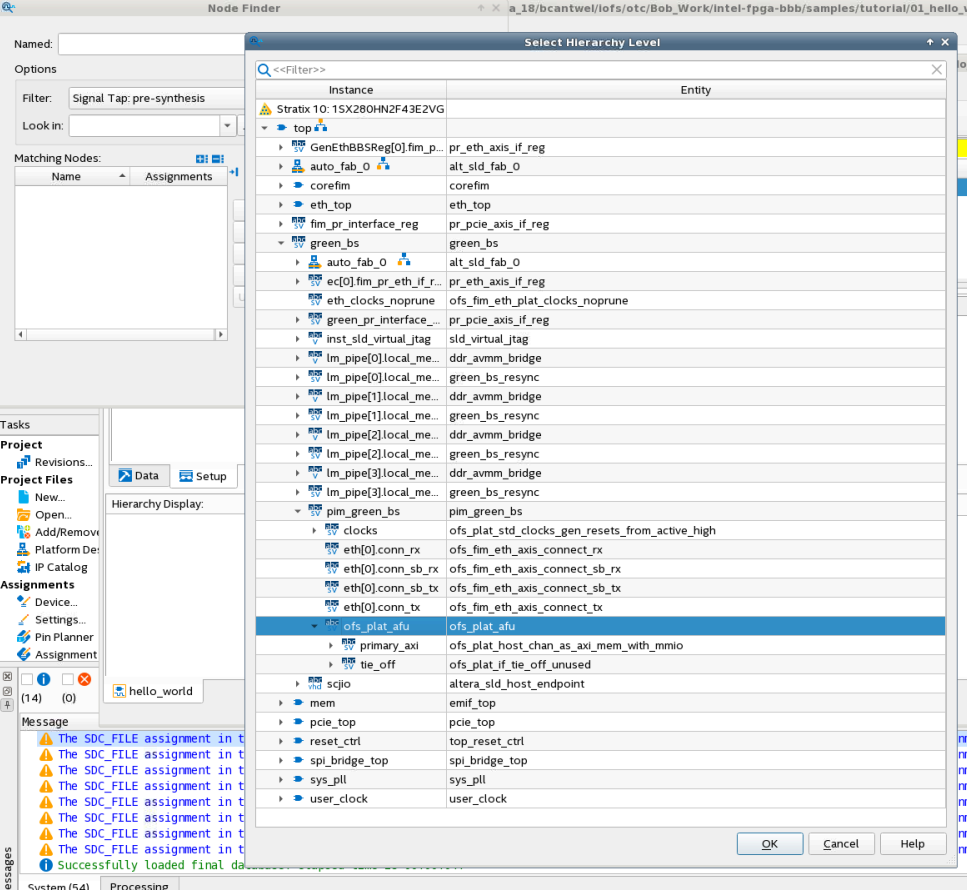 Node Finder
a_18/bcantwel/iofs/otc/Bob_Work/intel-fpga-bbb/samples/tutorial/01_hello_
Named:
Options
Filter: Signal Tap: pre-synthesis
Look in:
Matching Nodes:
Name Assignments
Select Hierarchy Level
<<Filter>>
Instance Entity
Stratix 10: 1SX280HN2F43E2VG
top
GenEthBBSReg[0].fim_p... pr_eth_axis_if_reg
auto_fab_0 alt_sld_fab_0
corefim corefim
eth_top eth_top
fim_pr_interface_reg pr_pcie_axis_if_reg
green_bs green_bs
auto_fab_0 alt_sld_fab_0
ec[0].fim_pr_eth_if_r... pr_eth_axis_if_reg
eth_clocks_noprune ofs_fim_eth_plat_clocks_noprune
green_pr_interface_... pr_pcie_axis_if_reg
inst_sld_virtual_jtag sld_virtual_jtag
lm_pipe[0].local_me... ddr_avmm_bridge
lm_pipe[0].local_me... green_bs_resync
lm_pipe[1].local_me... ddr_avmm_bridge
lm_pipe[1].local_me... green_bs_resync
lm_pipe[2].local_me... ddr_avmm_bridge
lm_pipe[2].local_me... green_bs_resync
lm_pipe[3].local_me... ddr_avmm_bridge
lm_pipe[3].local_me... green_bs_resync
pim_green_bs pim_green_bs
clocks ofs_plat_std_clocks_gen_resets_from_active_high
eth[0].conn_rx ofs_fim_eth_axis_connect_rx
eth[0].conn_sb_rx ofs_fim_eth_axis_connect_sb_rx
eth[0].conn_sb_tx ofs_fim_eth_axis_connect_sb_tx
eth[0].conn_tx ofs_fim_eth_axis_connect_tx
ofs_plat_afu ofs_plat_afu
primary_axi ofs_plat_host_chan_as_axi_mem_with_mmio
tie_off ofs_plat_if_tie_off_unused
scjio altera_sld_host_endpoint
mem emif_top
pcie_top pcie_top
reset_ctrl top_reset_ctrl
spi_bridge_top spi_bridge_top
sys_pll sys_pll
user_clock user_clock
OK Cancel Help
Tasks
Project
Revisions...
Project Files
New...
Open...
Add/Remove
Platform Des
IP Catalog
Assignments
Device...
Settings...
Pin Planner
Assignment
Data Setup
Hierarchy Display:
hello_world
(14) (0)
Message
The SDC_FILE assignment in t
The SDC_FILE assignment in t
The SDC_FILE assignment in t
The SDC_FILE assignment in t
The SDC_FILE assignment in t
The SDC_FILE assignment in t
The SDC_FILE assignment in t
The SDC_FILE assignment in t
Successfully loaded final
System (54) Processing